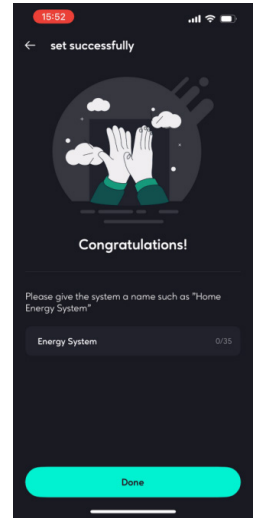 15:52
← set successfully
Congratulations!
Please give the system a name such as "Home
Energy System"
Energy System 0/35
Done